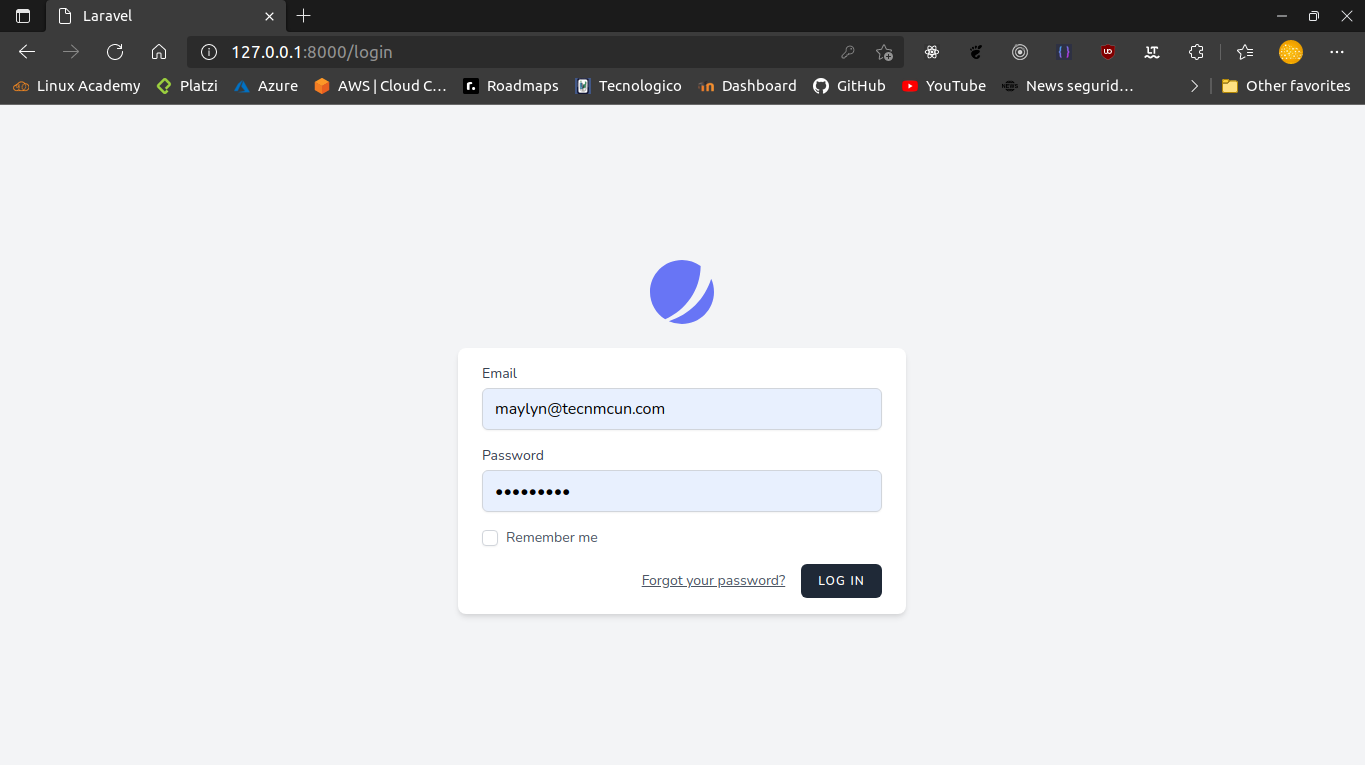 Laravel
127.0.0.1:8000/login
Linux Academy Platzi Azure AWS | Cloud C... Roadmaps Tecnologico Dashboard GitHub YouTube News segurid... Other favorites
Email
maylyn@tecnmcun.com
Password
•••••••••
Remember me
Forgot your password? LOG IN